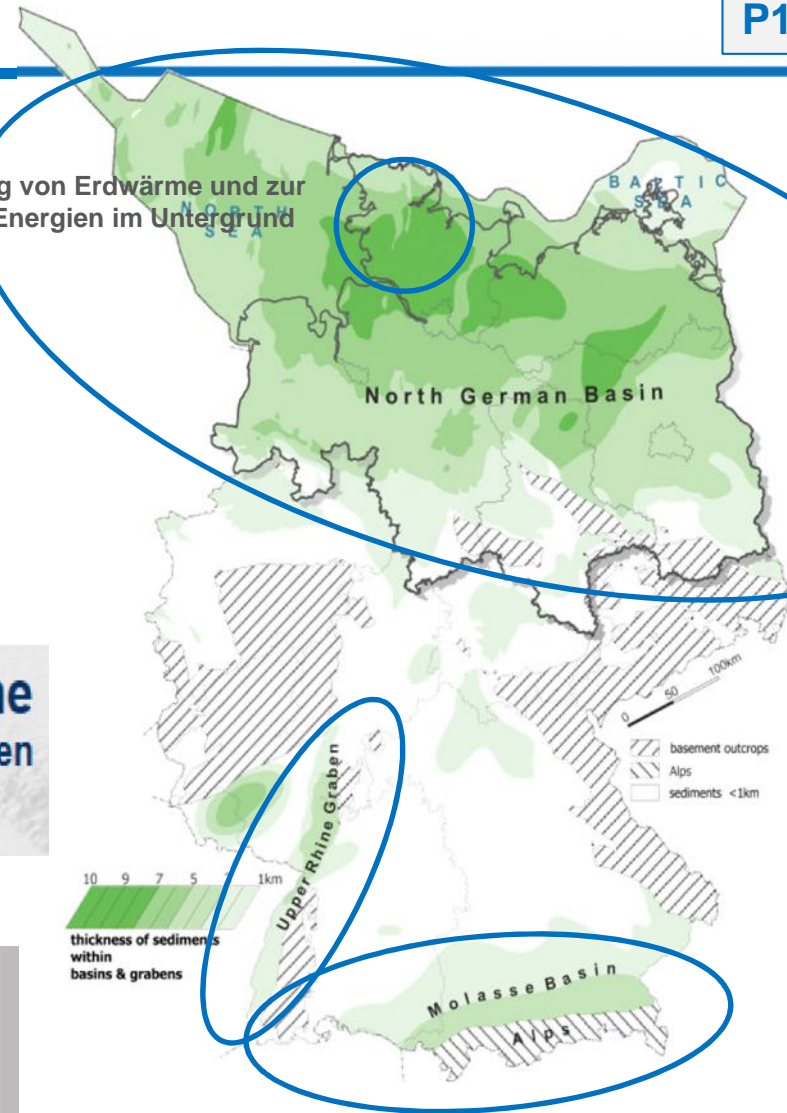 P1
g von Erdwärme und zur
Energien im Untergrund
NORTH
SEA
BALTIC
SEA
North German Basin
0 50 100km
basement outcrops
Alps
sediments <1km
ne
en
Upper Rhine Graben
10 9 7 5 1km
thickness of sediments
within
basins & grabens
Molasse Basin
Alps